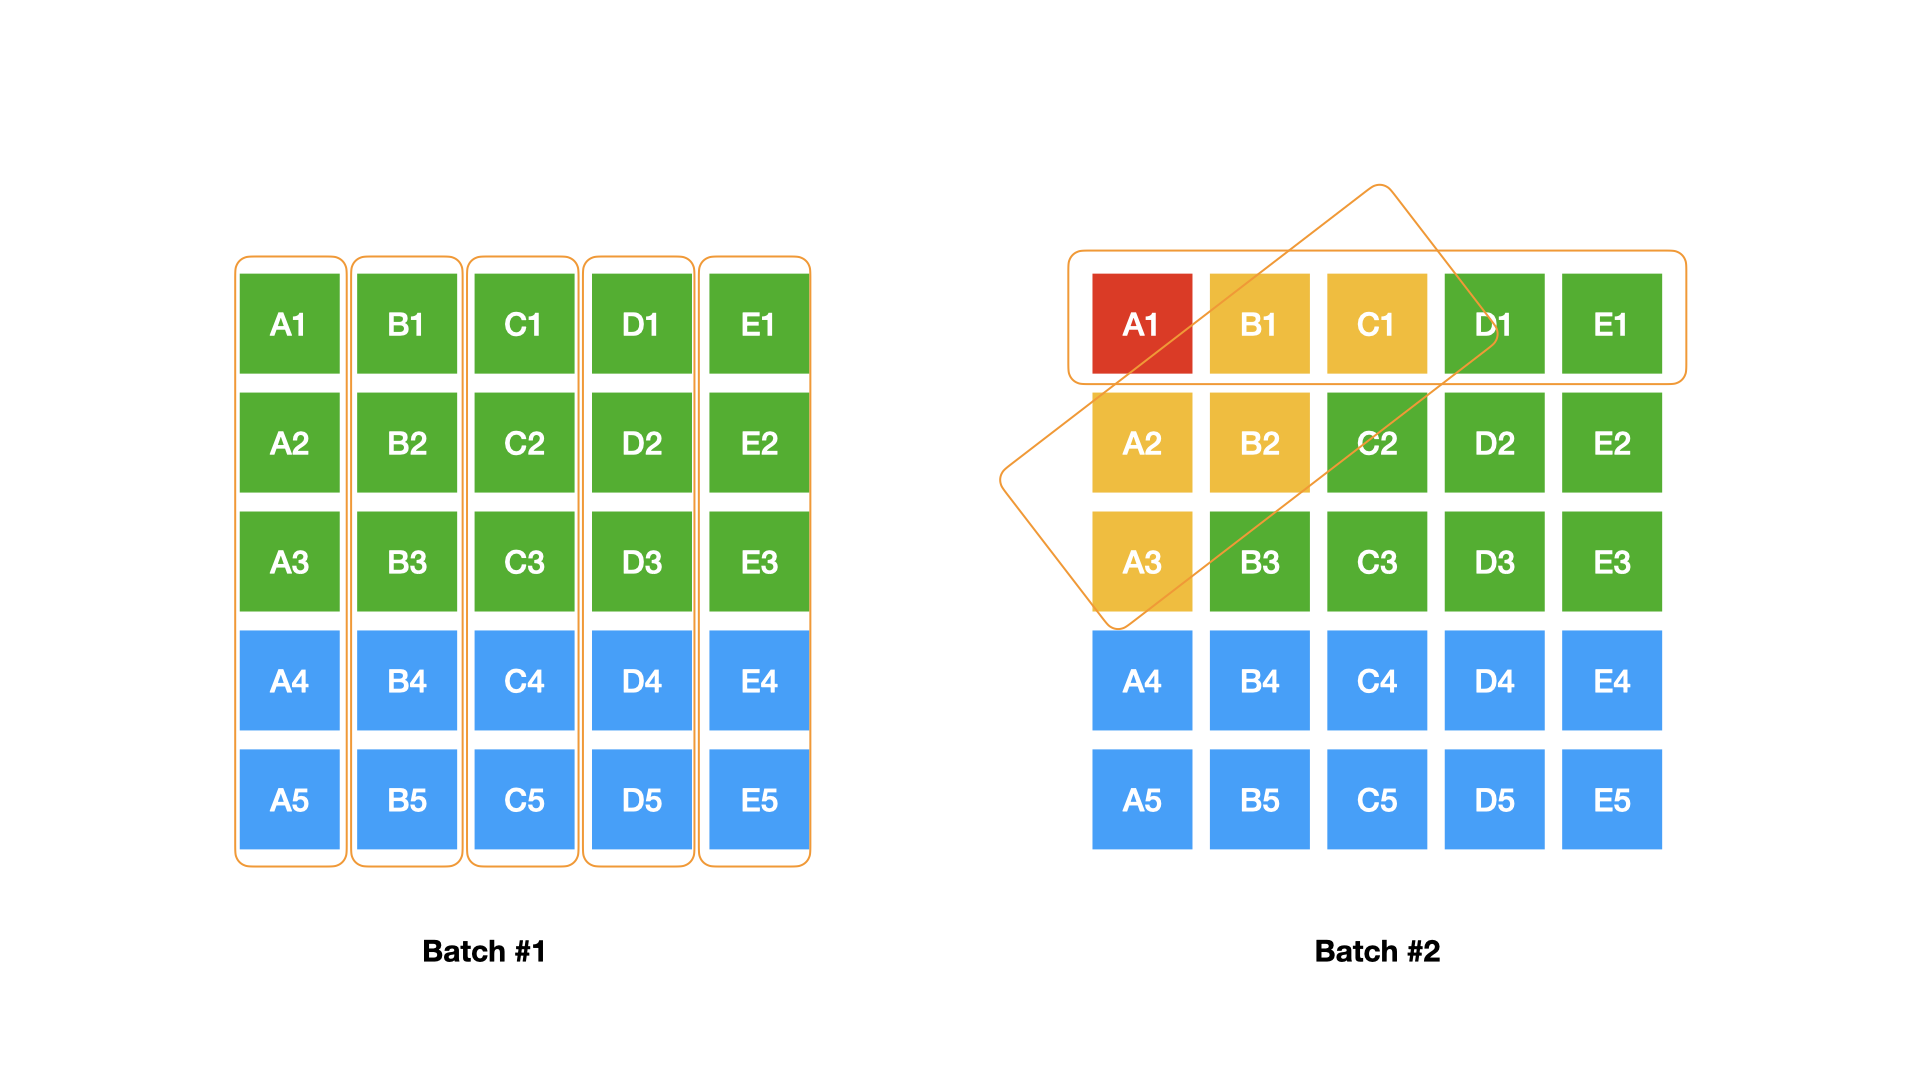 A1 B1 C1 D1 E1
A2 B2 C2 D2 E2
A3 B3 C3 D3 E3
A4 B4 C4 D4 E4
A5 B5 C5 D5 E5
Batch #1
A1 B1 C1 D1 E1
A2 B2 C2 D2 E2
A3 B3 C3 D3 E3
A4 B4 C4 D4 E4
A5 B5 C5 D5 E5
Batch #2